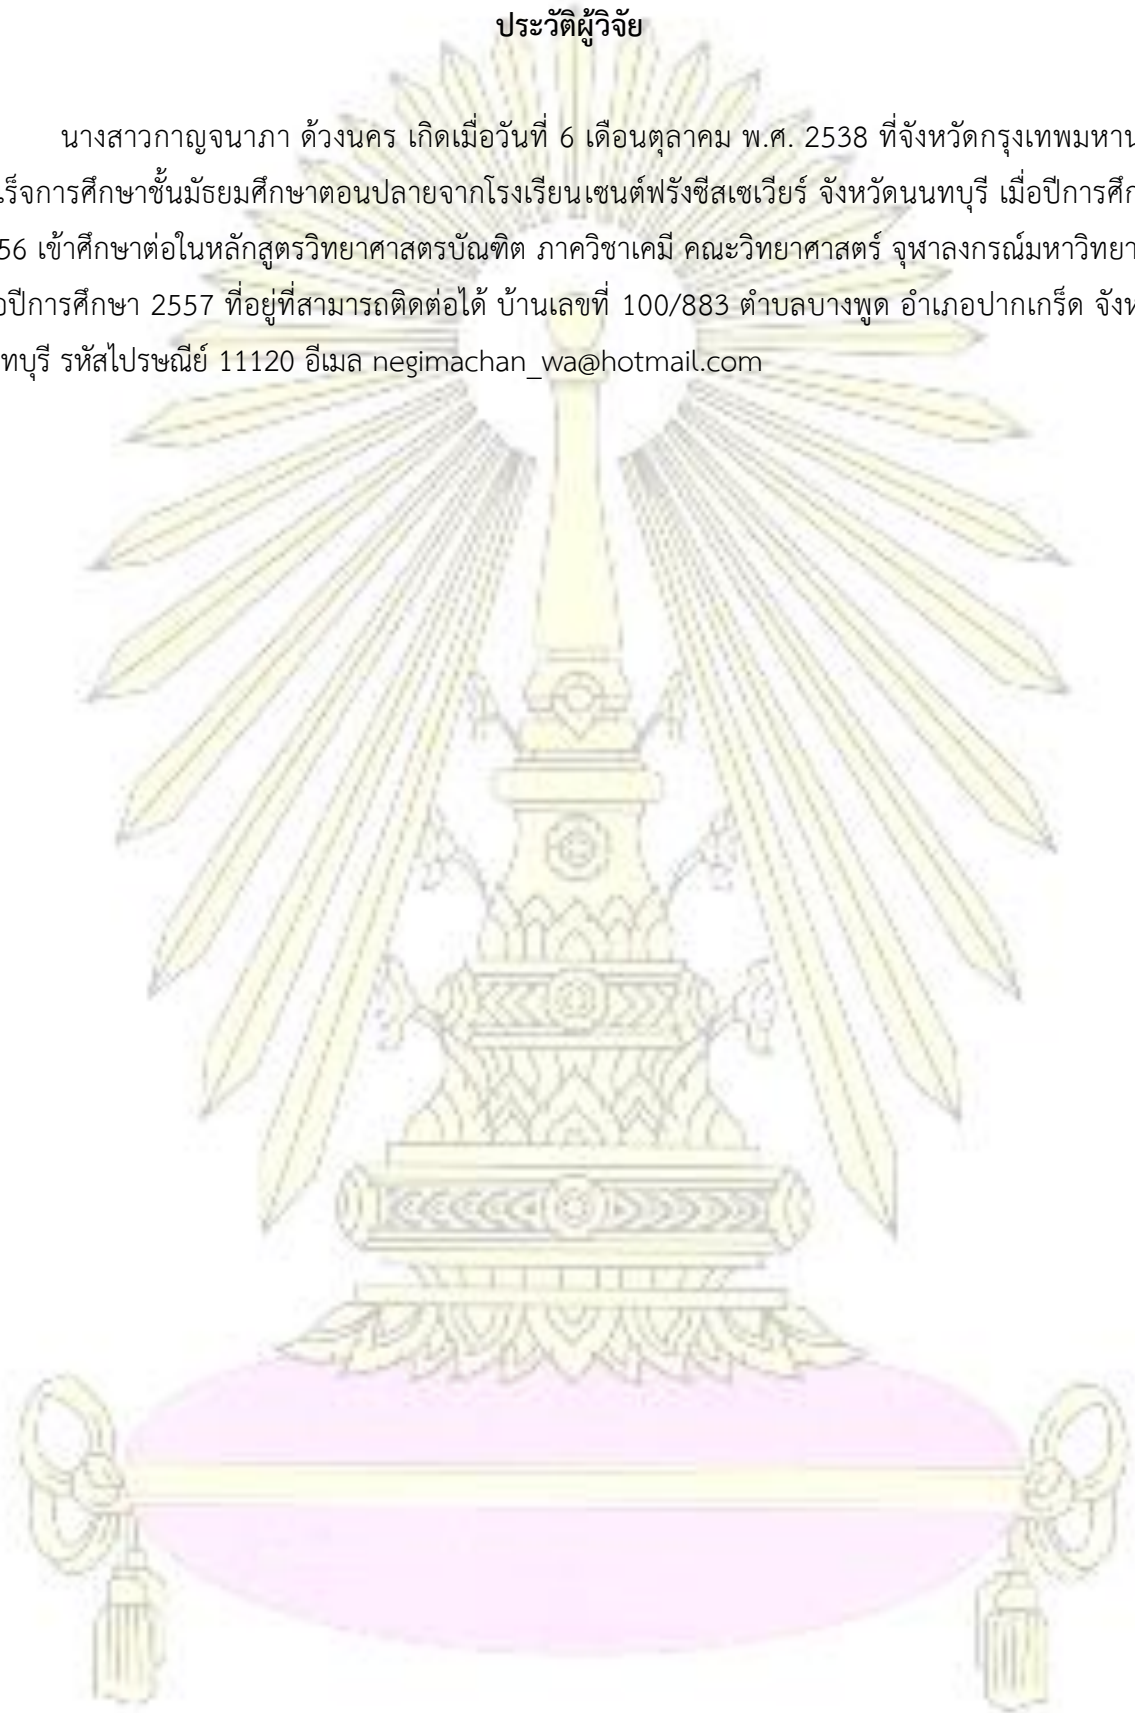 ประวัติผู้วิจัย
นางสาวกาญจนาภา ด้วงนคร เกิดเมื่อวันที่ 6 เดือนตุลาคม พ.ศ. 2538 ที่จังหวัดกรุงเทพมหาน
เร็จการศึกษาชั้นมัธยมศึกษาตอนปลายจากโรงเรียนเซนต์ฟรังซีสเซเวียร์ จังหวัดนนทบุรี เมื่อปีการศึก
56 เข้าศึกษาต่อในหลักสูตรวิทยาศาสตรบัณฑิต ภาควิชาเคมี คณะวิทยาศาสตร์ จุฬาลงกรณ์มหาวิทยา
อปีการศึกษา 2557 ที่อยู่ที่สามารถติดต่อได้ บ้านเลขที่ 100/883 ตำบลบางพูด อำเภอปากเกร็ด จังห
ทบุรี รหัสไปรษณีย์ 11120 อีเมล negimachan_wa@hotmail.com